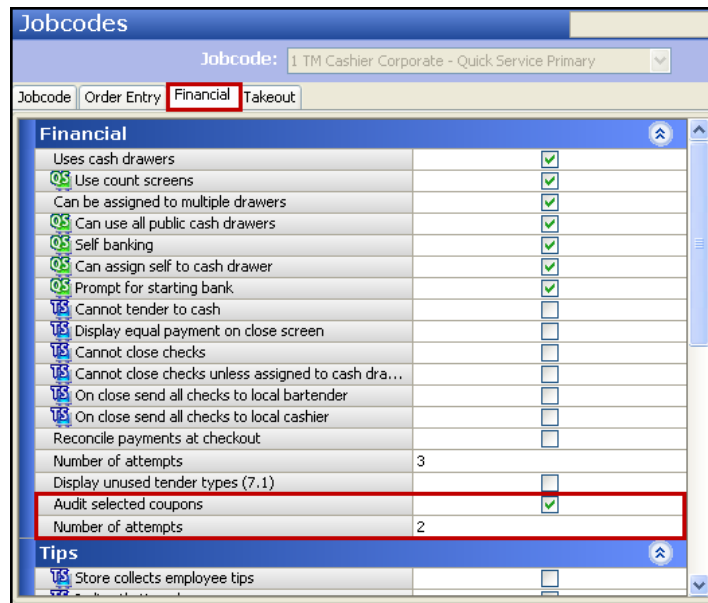 Jobcodes
Jobcode: 1 TM Cashier Corporate - Quick Service Primary
Jobcode Order Entry Financial Takeout
Financial
Uses cash drawers
QS Use count screens
Can be assigned to multiple drawers
QS Can use all public cash drawers
QS Self banking
QS Can assign self to cash drawer
QS Prompt for starting bank
TS Cannot tender to cash
TS Display equal payment on close screen
TS Cannot close checks
TS Cannot close checks unless assigned to cash dra...
TS On close send all checks to local bartender
TS On close send all checks to local cashier
Reconcile payments at checkout
Number of attempts 3
Display unused tender types (7.1)
Audit selected coupons
Number of attempts 2
Tips
TS Store collects employee tips